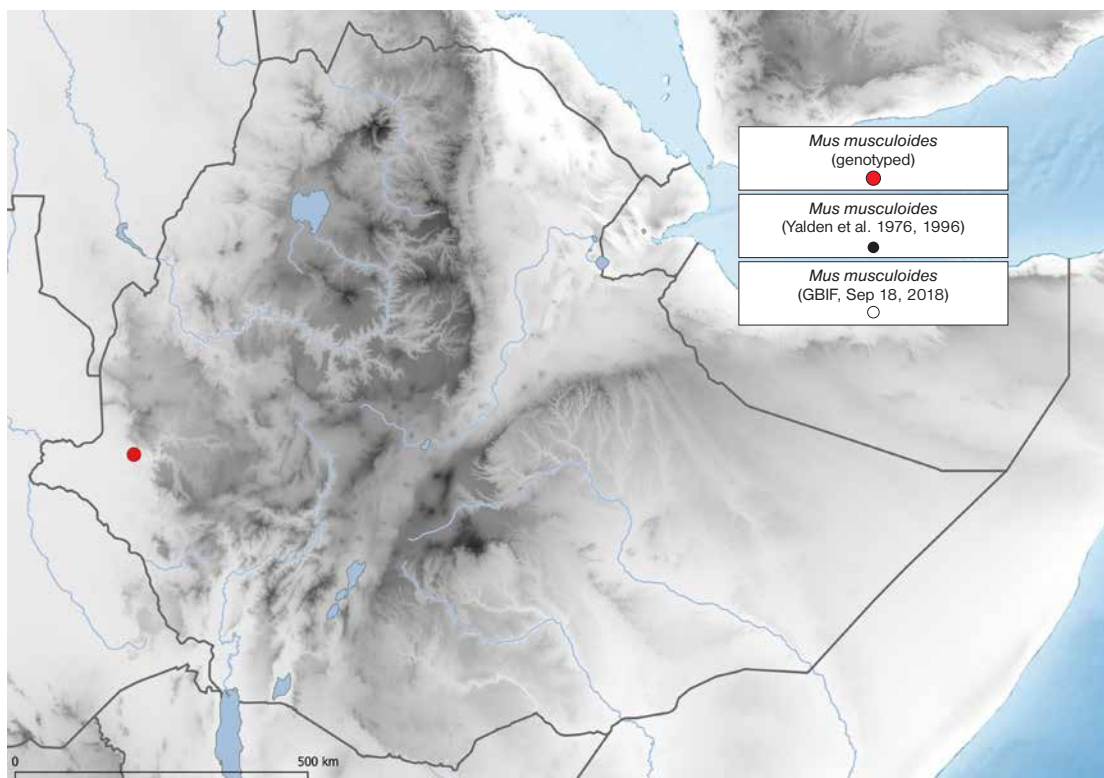 Mus musculoides
(genotyped)
Mus musculoides
(Yalden et al. 1976, 1996)
Mus musculoides
(GBIF, Sep 18, 2018)
0
500 km